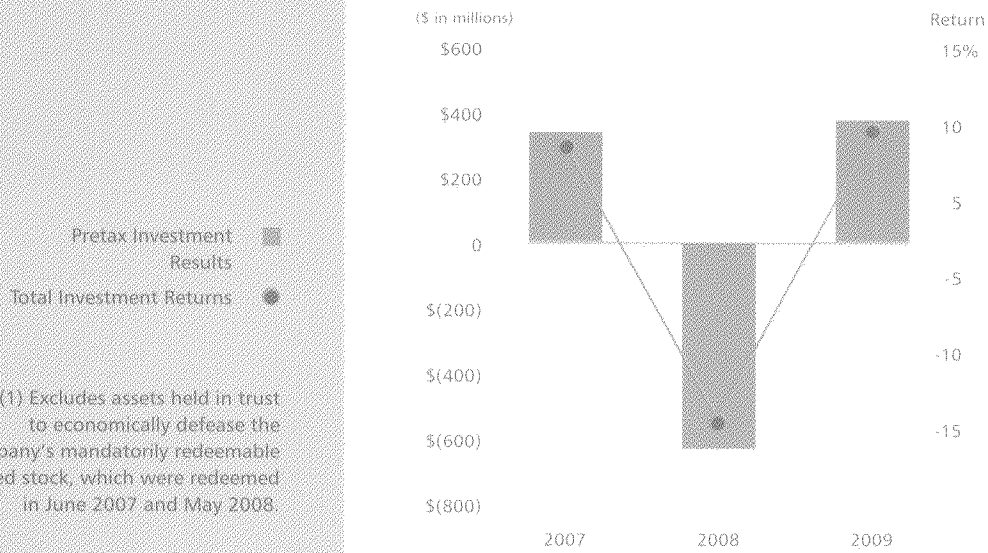 Pretax Investment
Results
Total Investment Returns
(1) Excludes assets held in trust
to economically defease the
mandatorily redeemable
stock, which were redeemed
in June 2007 and May 2008.
($ in millions)
$600
$400
$200
0
$(200)
$(400)
$(600)
$(800)
Return
15%
10
5
-5
-10
-15
2007 2008 2009